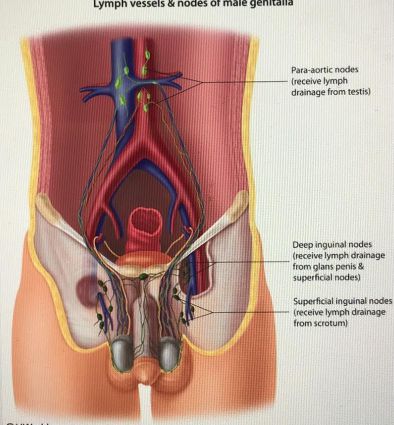 Lymph vessels & nodes of male genitalia
Para-aortic nodes
(receive lymph
drainage from testis)
Deep inguinal nodes
(receive lymph drainage
from glans penis &
superficial nodes)
Superficial inguinal nodes
(receive lymph drainage
from scrotum)